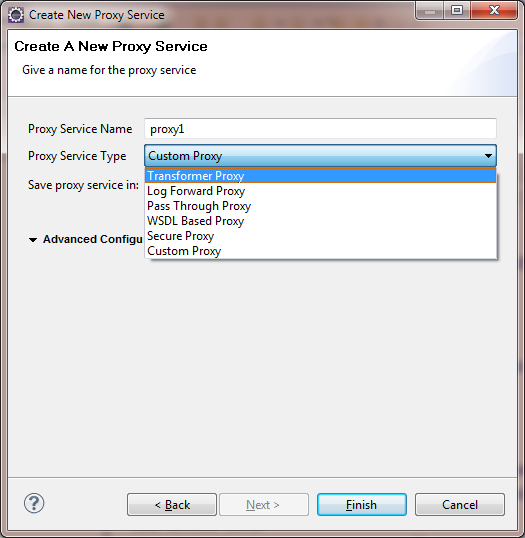 Create New Proxy Service
Create A New Proxy Service
Give a name for the proxy service
Proxy Service Name proxy1
Proxy Service Type Custom Proxy
Transformer Proxy
Save proxy service in:
Log Forward Proxy
Pass Through Proxy
WSDL Based Proxy
Secure Proxy
Advanced Configu
Custom Proxy
? < Back Next > Finish Cancel